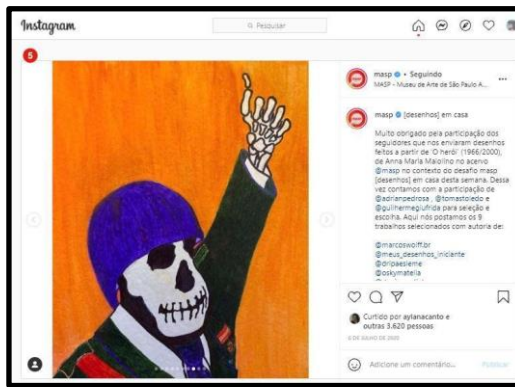 Instagram
Pesquisar
5
masp • Seguindo
MASP – Museu de Arte de São Paulo A...
masp [desenhos] em casa
Muito obrigado pela participação dos
seguidores que nos enviaram desenhos
feitos a partir de 'O herói' (1966/2000),
de Anna Maria Maiolino no acervo
@masp no contexto do desafio masp
[desenhos] em casa desta semana. Dessa
vez contamos com a participação de
@adrianpedrosa , @tomastoledo e
@guilhermegiufrida para seleção e
escolha. Aqui nós postamos os 9
trabalhos selecionados com autoria de:
@marcoswolff.br
@meus_desenhos_iniciante
@dripaesleme
@oskymatella
Curtido por aylanacanto e
outras 3.620 pessoas
DE JULHO DE 2020
Adicione um comentário...
Publicar